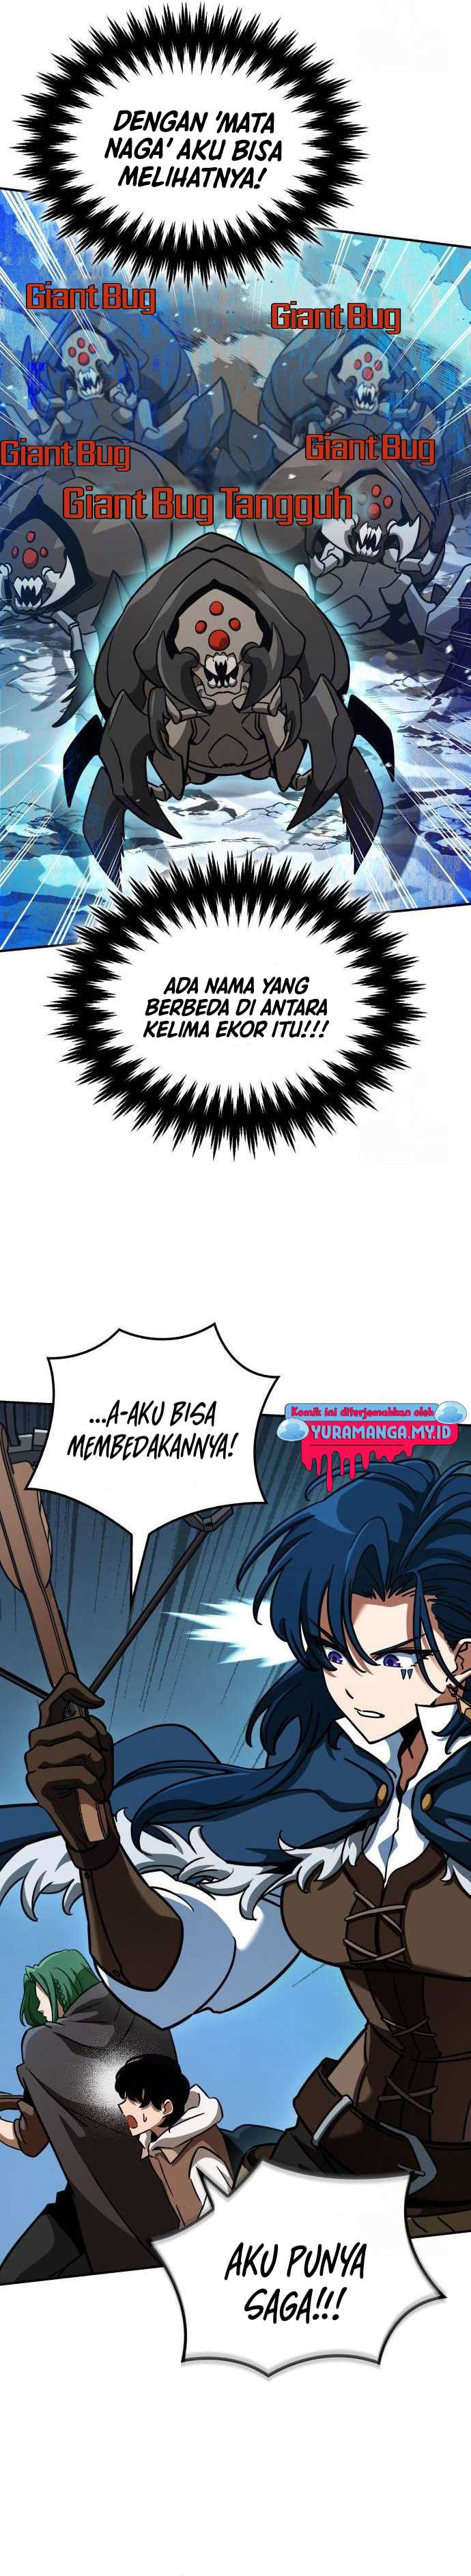 DENGAN 'MATA
NAGA' AKU BISA
MELIHATNYA!
Giant Bug
Giant Bug
Giant Bug
Giant Bug
Giant Bug Tangguh
ADA NAMA YANG
BERBEDA DI ANTARA
KELIMA EKOR ITU!!!
...A-AKU BISA
MEMBEDAKANNYA!
Komik ini diterjemahkan oleh
YURAMANGA.MY.ID
AKU PUNYA
SAGA!!!